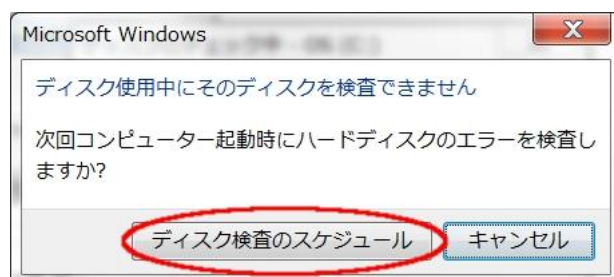 Microsoft Windows
ディスク使用中にそのディスクを検査できません
次回コンピューター起動時にハードディスクのエラーを検査し
ますか?
ディスク検査のスケジュール キャンセル